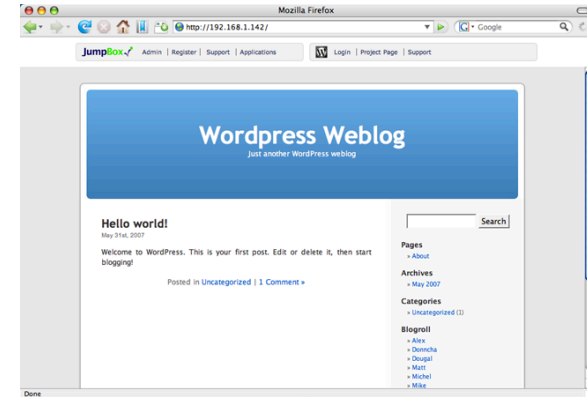 Mozilla Firefox
http://192.168.1.142/
G Google
JumpBox Admin | Register | Support | Applications
W Login | Project Page | Support
Wordpress Weblog
Just another WordPress weblog
Hello world!
May 31st, 2007
Welcome to WordPress. This is your first post. Edit or delete it, then start
blogging!
Posted in Uncategorized | 1 Comment »
Search
Pages
» About
Archives
» May 2007
Categories
» Uncategorized (1)
Blogroll
» Alex
» Donncha
» Dougal
» Matt
» Michel
» Mike
Done